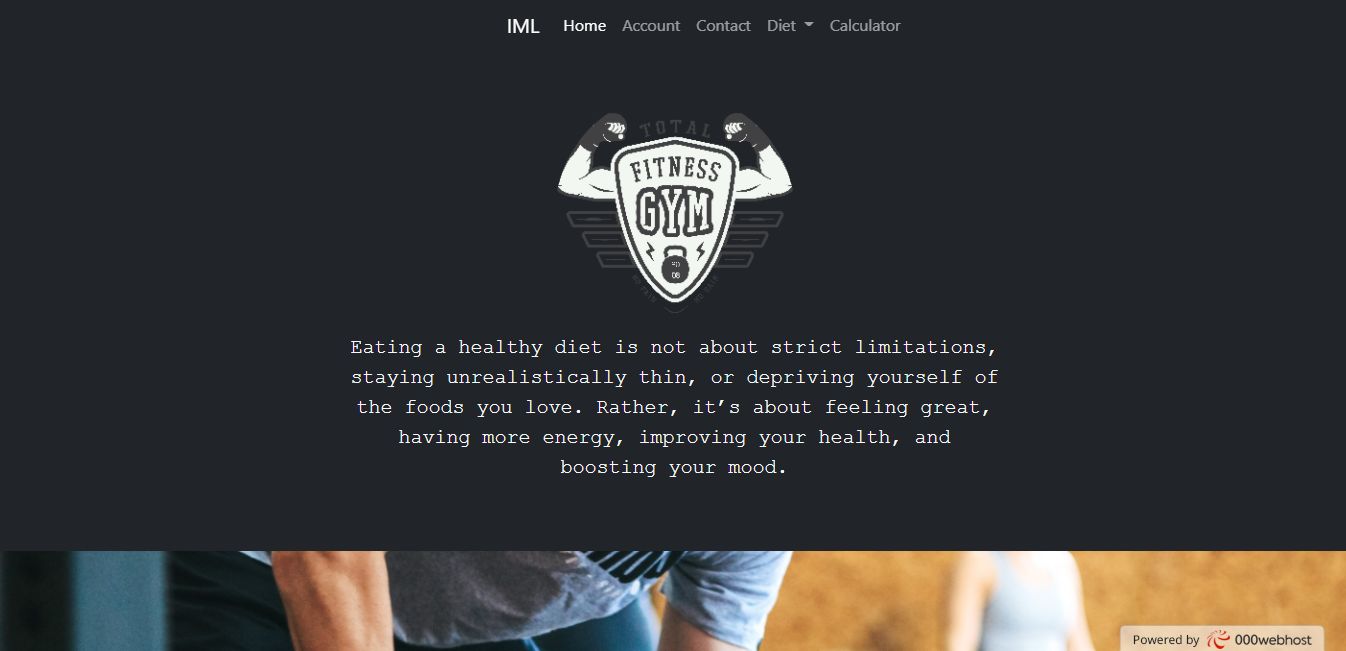 IML Home Account Contact Diet Calculator
TOTAL
FITNESS
GYM
Eating a healthy diet is not about strict limitations,
staying unrealistically thin, or depriving yourself of
the foods you love. Rather, it’s about feeling great,
having more energy, improving your health, and
boosting your mood.
Powered by 000webhost